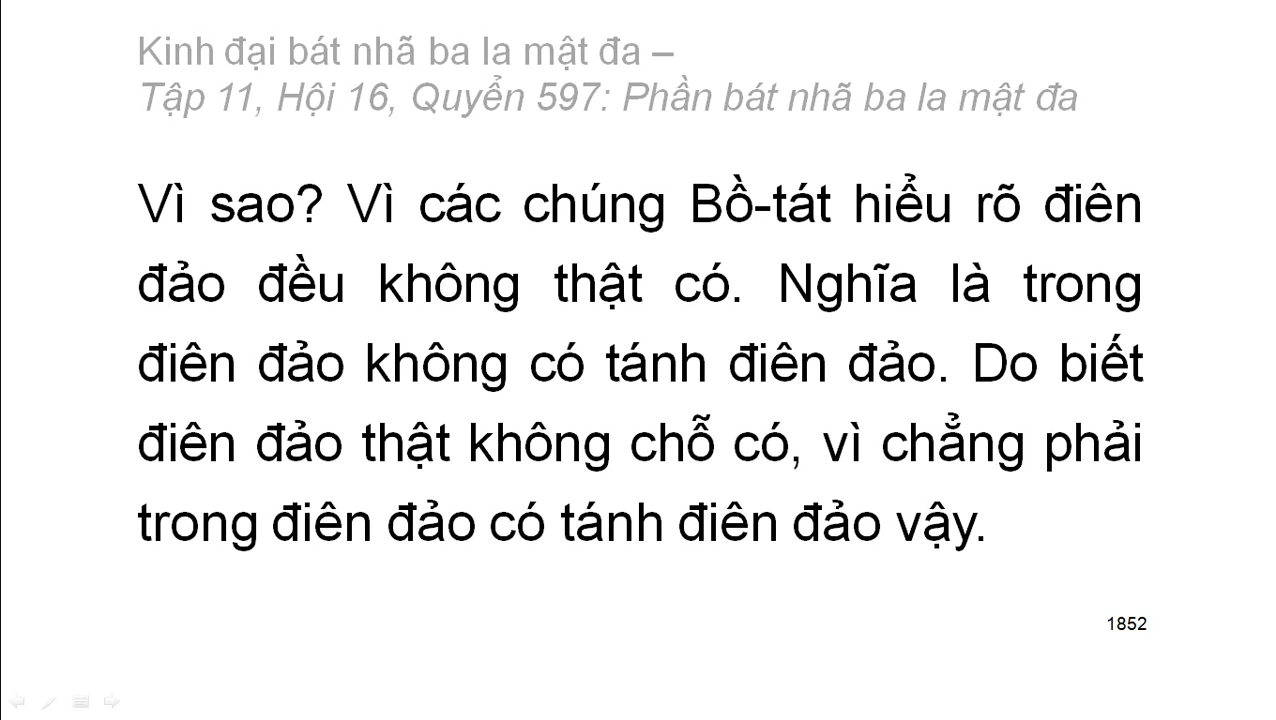 Kinh đại bát nhã ba la mật đa –
Tập 11, Hội 16, Quyển 597: Phần bát nhã ba la mật đa
Vì sao? Vì các chúng Bồ-tát hiểu rõ điên
đảo đều không thật có. Nghĩa là trong
điên đảo không có tánh điên đảo. Do biết
điên đảo thật không chỗ có, vì chẳng phải
trong điên đảo có tánh điên đảo vậy.
1852